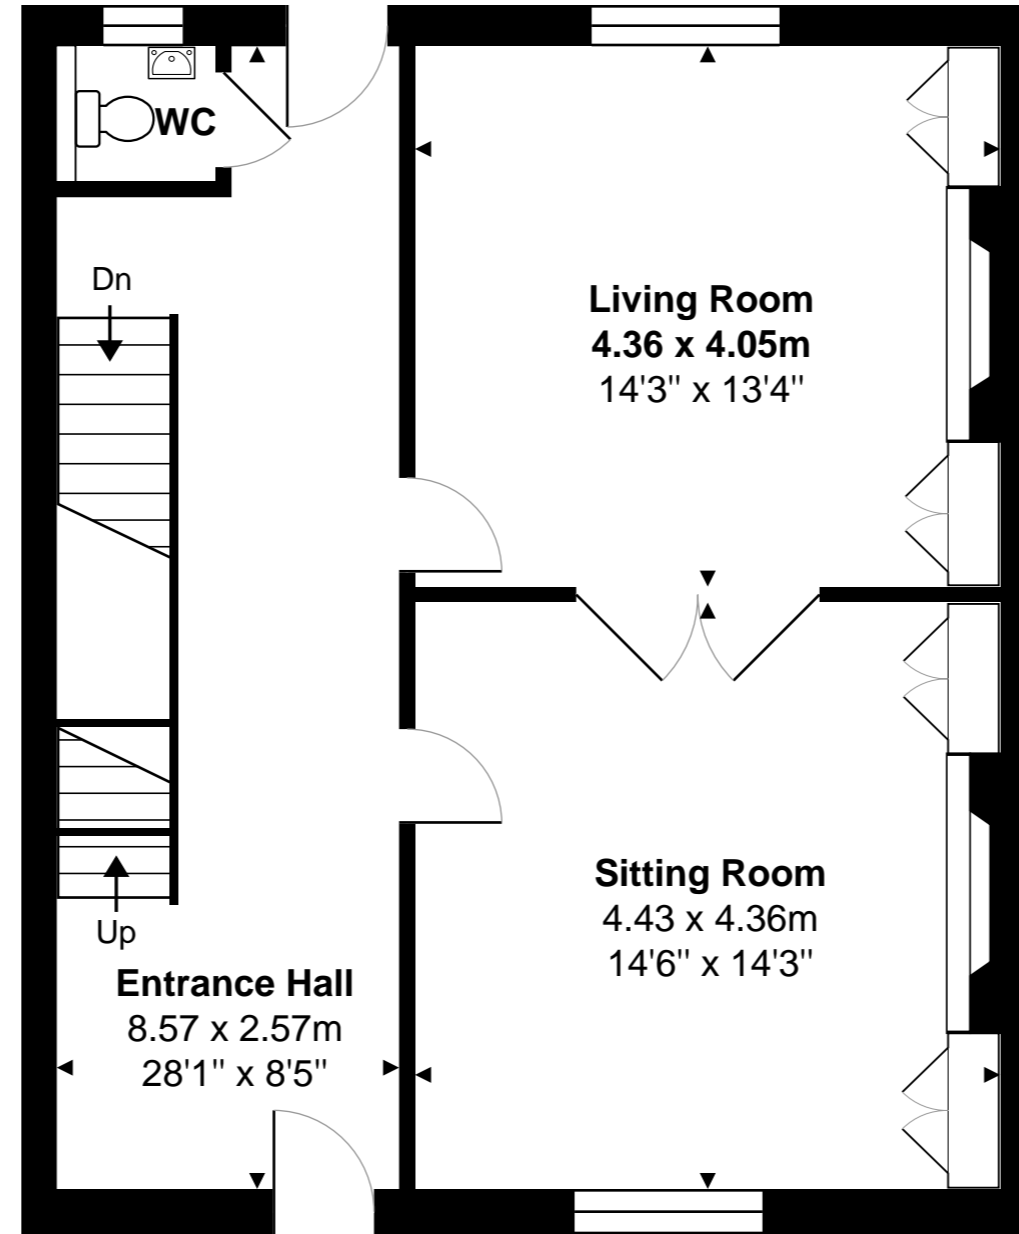 WC
Dn
Living Room
4.36 x 4.05m
14'3" x 13'4"
Sitting Room
4.43 x 4.36m
14'6" x 14'3"
Up
Entrance Hall
8.57 x 2.57m
28'1" x 8'5"